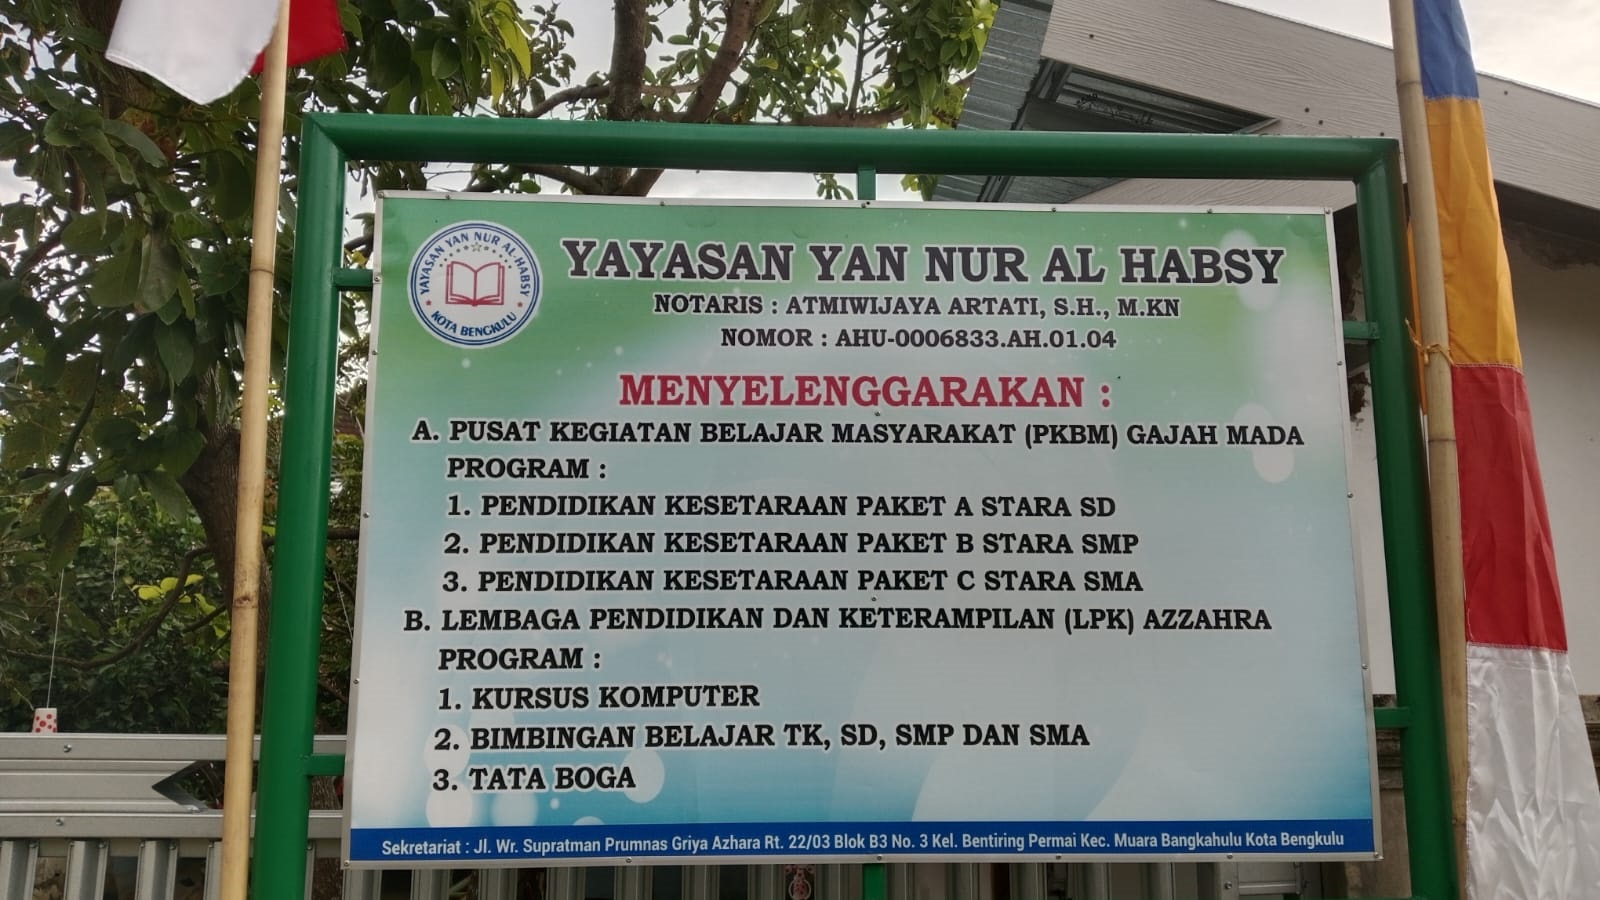 YAYASAN YAN NUR AL-HABSY
KOTA BENGKULU
YAYASAN YAN NUR AL HABSY
NOTARIS : ATMIWIJAYA ARTATI, S.H., M.KN
NOMOR : AHU-0006833.AH.01.04
MENYELENGGARAKAN :
A. PUSAT KEGIATAN BELAJAR MASYARAKAT (PKBM) GAJAH MADA
PROGRAM :
1. PENDIDIKAN KESETARAAN PAKET A STARA SD
2. PENDIDIKAN KESETARAAN PAKET B STARA SMP
3. PENDIDIKAN KESETARAAN PAKET C STARA SMA
B. LEMBAGA PENDIDIKAN DAN KETERAMPILAN (LPK) AZZAHRA
PROGRAM :
1. KURSUS KOMPUTER
2. BIMBINGAN BELAJAR TK, SD, SMP DAN SMA
3. TATA BOGA
Sekretariat : Jl. Wr. Supratman Prumnas Griya Azhara Rt. 22/03 Blok B3 No. 3 Kel. Bentiring Permai Kec. Muara Bangkahulu Kota Bengkulu